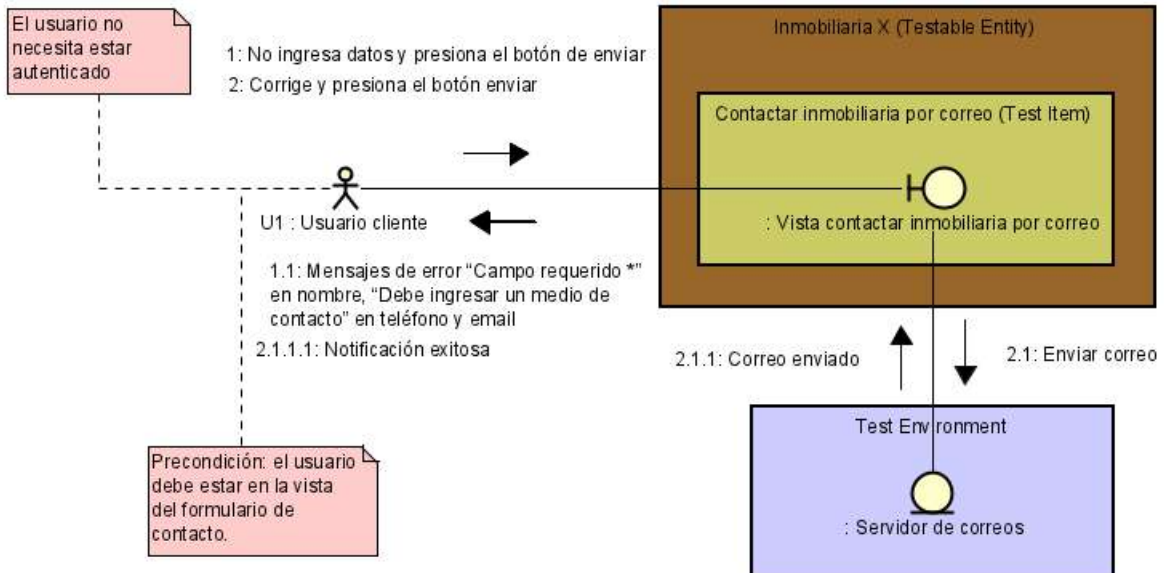 El usuario no
necesita estar
autenticado
1: No ingresa datos y presiona el botón de enviar
2: Corrige y presiona el botón enviar
Inmobiliaria X (Testable Entity)
Contactar inmobiliaria por correo (Test Item)
U1 : Usuario cliente
: Vista contactar inmobiliaria por correo
1.1: Mensajes de error “Campo requerido *”
en nombre, “Debe ingresar un medio de
contacto” en teléfono y email
2.1.1.1: Notificación exitosa
2.1.1: Correo enviado
2.1: Enviar correo
Test Environment
: Servidor de correos
Precondición: el usuario
debe estar en la vista
del formulario de
contacto.